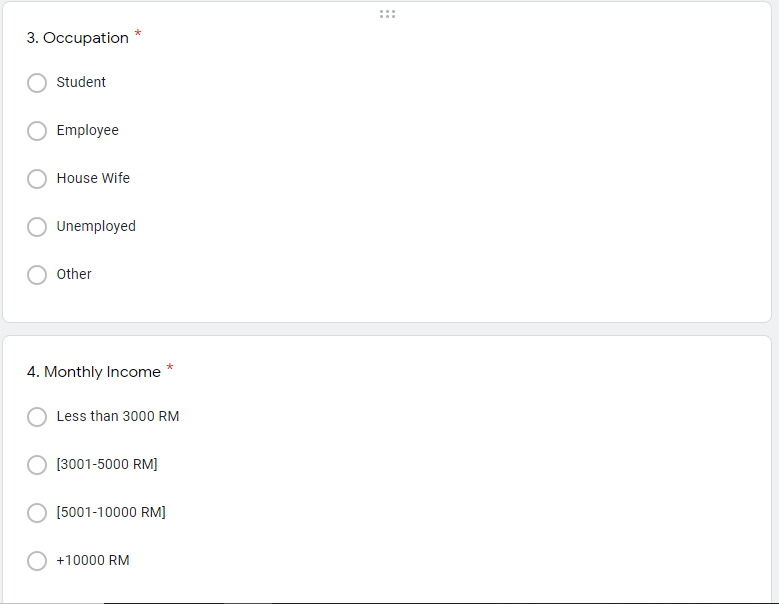 3. Occupation *
Student
Employee
House Wife
Unemployed
Other
4. Monthly Income *
Less than 3000 RM
[3001-5000 RM]
[5001-10000 RM]
+10000 RM